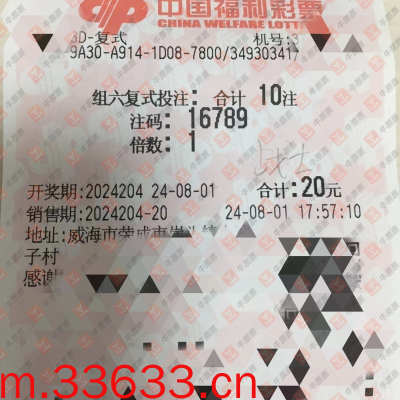 中国福利彩票
CHINA WELFARE LOTT
3D-复式 机号:3
9A30-A914-1D08-7800/34930341/
组六复式投注: 合计 10注
注码: 16789
倍数: 1
开奖期:2024204 24-08-01 合计:20元
销售期:2024204-20 24-08-01 17:57:10
地址:威海市荣成市
子村
感谢
m.33633.cn